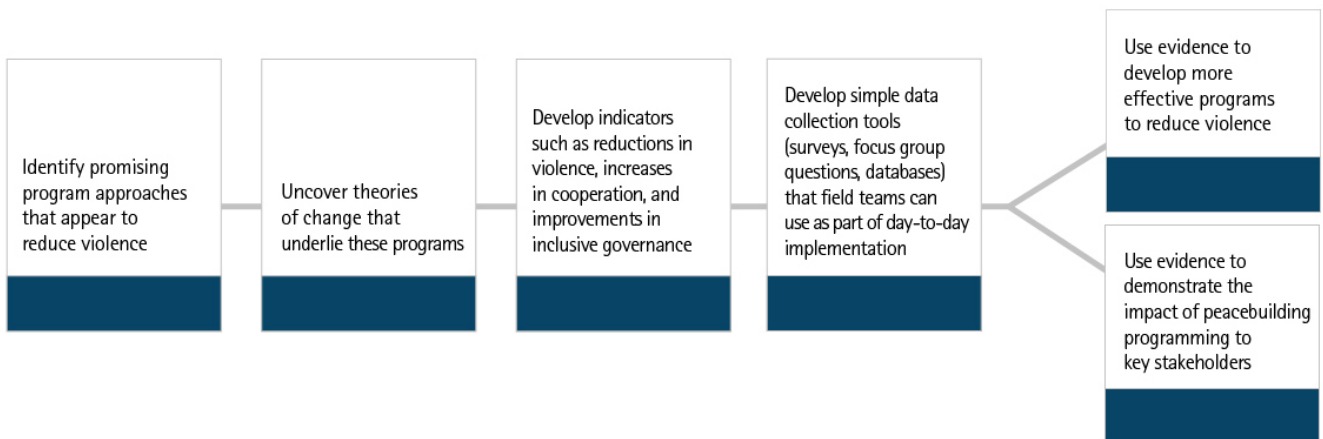 Identify promising
program approaches
that appear to
reduce violence
Uncover theories
of change that
underlie these programs
Develop indicators
such as reductions in
violence, increases
in cooperation, and
improvements in
inclusive governance
Develop simple data
collection tools
(surveys, focus group
questions, databases)
that field teams can
use as part of day-to-day
implementation
Use evidence to
develop more
effective programs
to reduce violence
Use evidence to
demonstrate the
impact of peacebuilding
programming to
key stakeholders